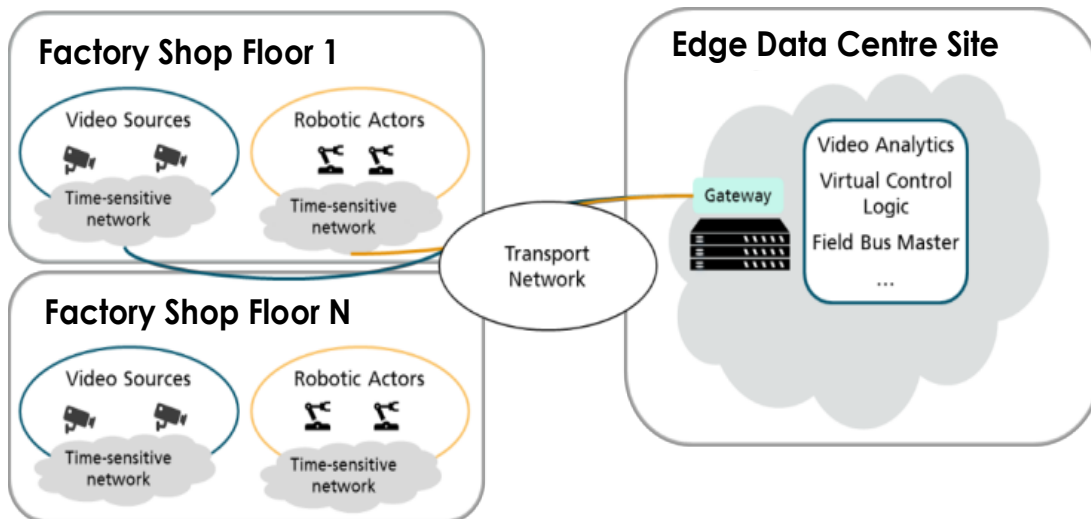 Factory Shop Floor 1
Video Sources
Robotic Actors
Time-sensitive
network
Time-sensitive
network
Factory Shop Floor N
Video Sources
Robotic Actors
Time-sensitive
network
Time-sensitive
network
Transport
Network
Edge Data Centre Site
Gateway
Video Analytics
Virtual Control
Logic
Field Bus Master
...